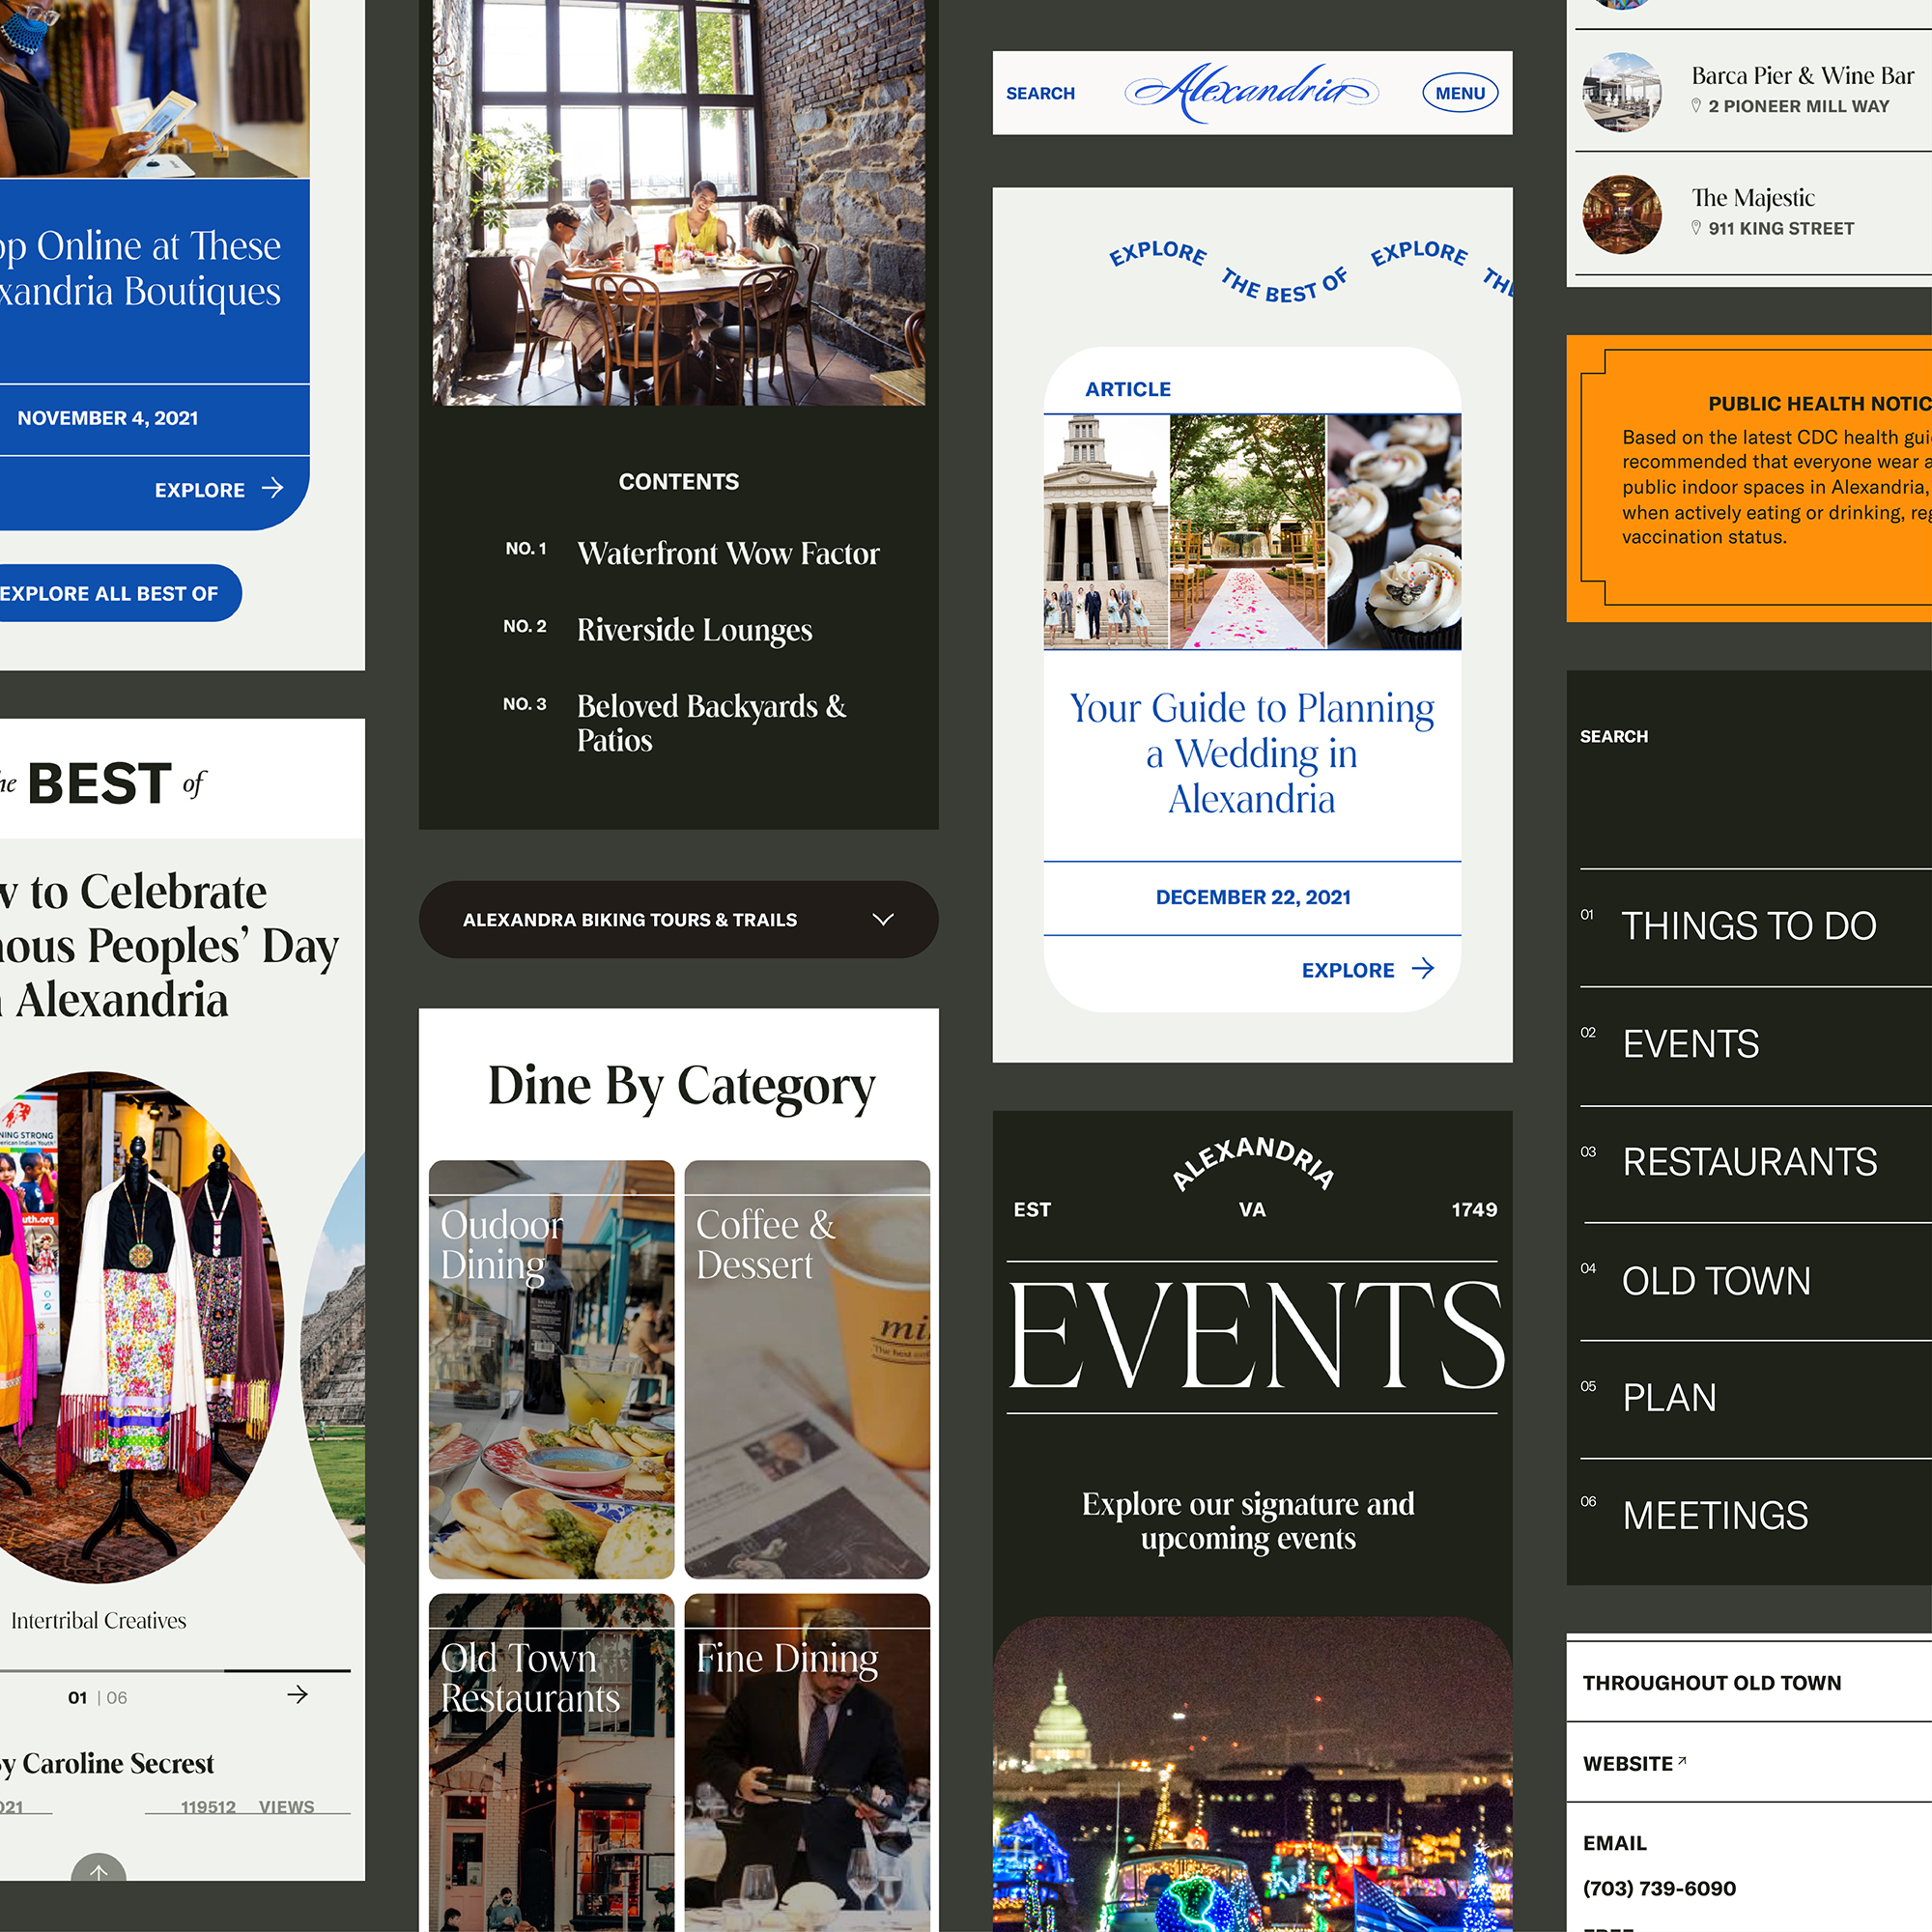 op Online at These
xandria Boutiques
NOVEMBER 4, 2021
EXPLORE
EXPLORE ALL BEST OF
he BEST of
w to Celebrate
nous Peoples’ Day
n Alexandria
NING STRONG
erican Indian Youth
uth.org
Intertribal Creatives
01 | 06
By Caroline Secrest
021 119512 VIEWS
CONTENTS
NO. 1 Waterfront Wow Factor
NO. 2 Riverside Lounges
NO. 3 Beloved Backyards &
Patios
ALEXANDRA BIKING TOURS & TRAILS
Dine By Category
Oudoor
Dining
Coffee &
Dessert
mi
Old Town
Restaurants
Fine Dining
SEARCH Alexandria MENU
EXPLORE THE BEST OF EXPLORE THE
ARTICLE
Your Guide to Planning
a Wedding in
Alexandria
DECEMBER 22, 2021
EXPLORE
ALEXANDRIA
EST VA 1749
EVENTS
Explore our signature and
upcoming events
Barca Pier & Wine Bar
2 PIONEER MILL WAY
The Majestic
911 KING STREET
PUBLIC HEALTH NOTIC
Based on the latest CDC health gui
recommended that everyone wear a
public indoor spaces in Alexandria,
when actively eating or drinking, reg
vaccination status.
SEARCH
01 THINGS TO DO
02 EVENTS
03 RESTAURANTS
04 OLD TOWN
05 PLAN
06 MEETINGS
THROUGHOUT OLD TOWN
WEBSITE
EMAIL
(703) 739-6090